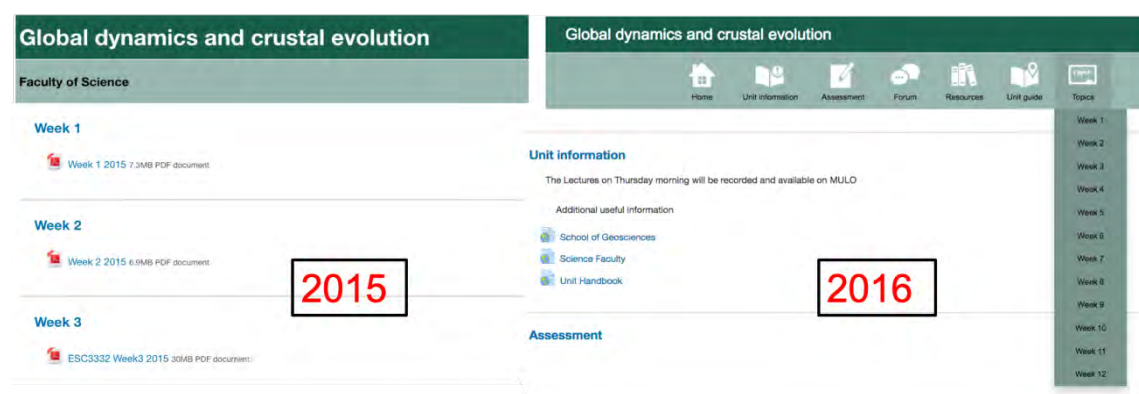 Global dynamics and crustal evolution
Faculty of Science
Week 1
Week 1 2015 7.3MB PDF document
Week 2
Week 2 2015 6.9MB PDF document
2015
Week 3
ESC3332 Week3 2015 30MB PDF document
Global dynamics and crustal evolution
Home Unit information Assessment Forum Resources Unit guide Topics
Week 1
Week 2
Week 3
Week 4
Week 5
Week 6
Week 7
Week 8
Week 9
Week 10
Week 11
Week 12
Unit information
The Lectures on Thursday morning will be recorded and available on MULO
Additional useful information
School of Geosciences
Science Faculty
Unit Handbook
2016
Assessment